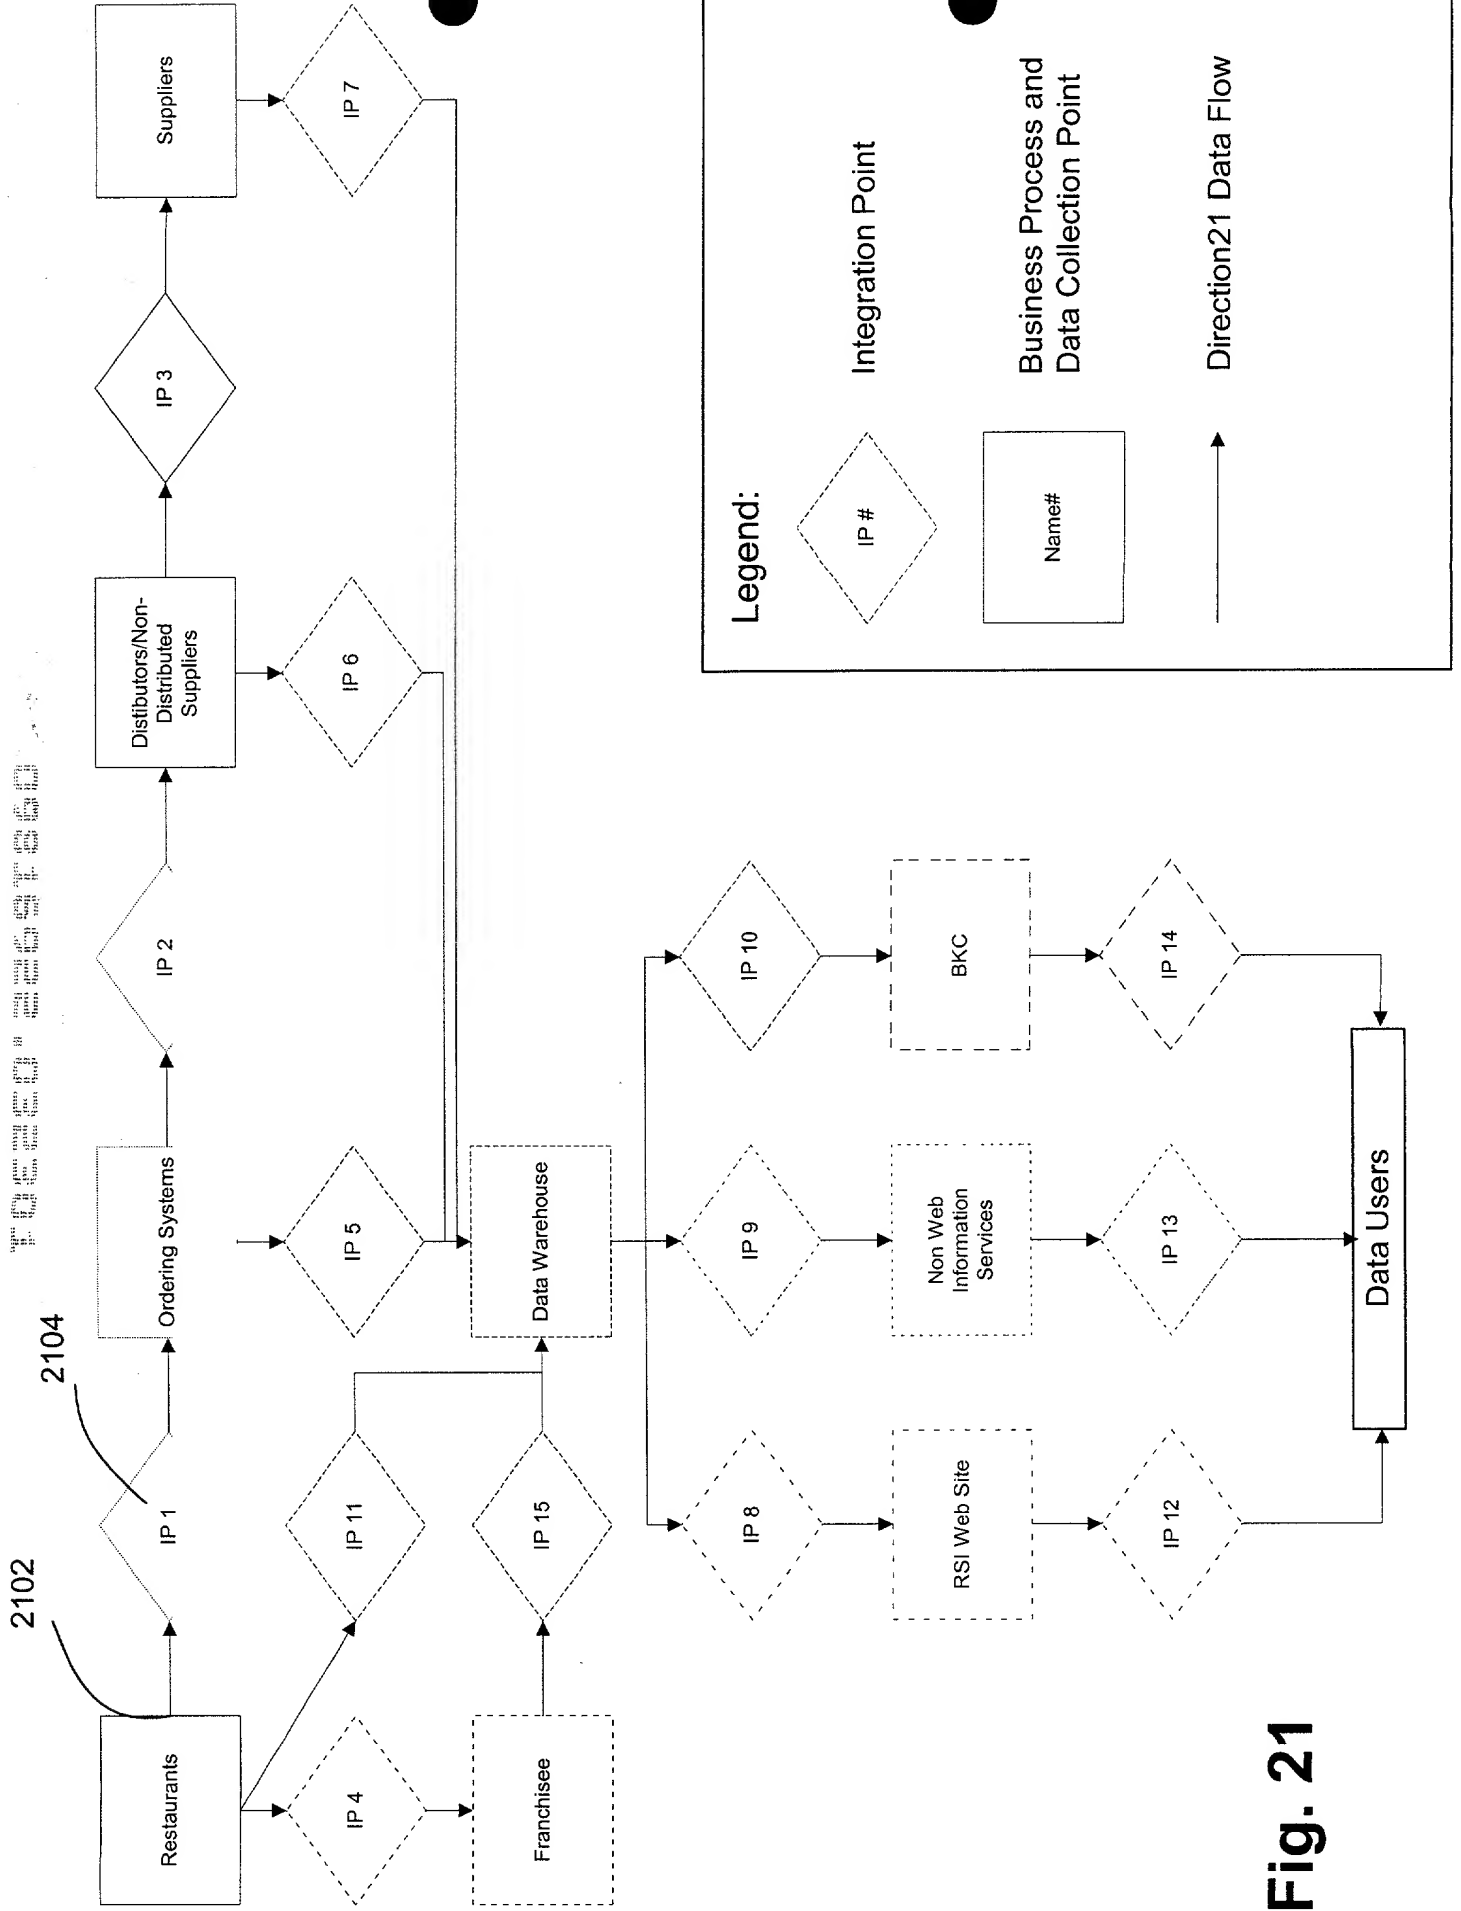 2102
2104
Restaurants
IP 1
Ordering Systems
IP 2
Distibutors/Non-
Distributed
Suppliers
IP 3
Suppliers
IP 4
IP 11
IP 5
IP 6
IP 7
Franchisee
IP 15
Data Warehouse
IP 8
IP 9
IP 10
RSI Web Site
Non Web
Information
Services
BKC
IP 12
IP 13
IP 14
Data Users
Legend:
IP #
Integration Point
Name#
Business Process and
Data Collection Point
Direction21 Data Flow
Fig. 21